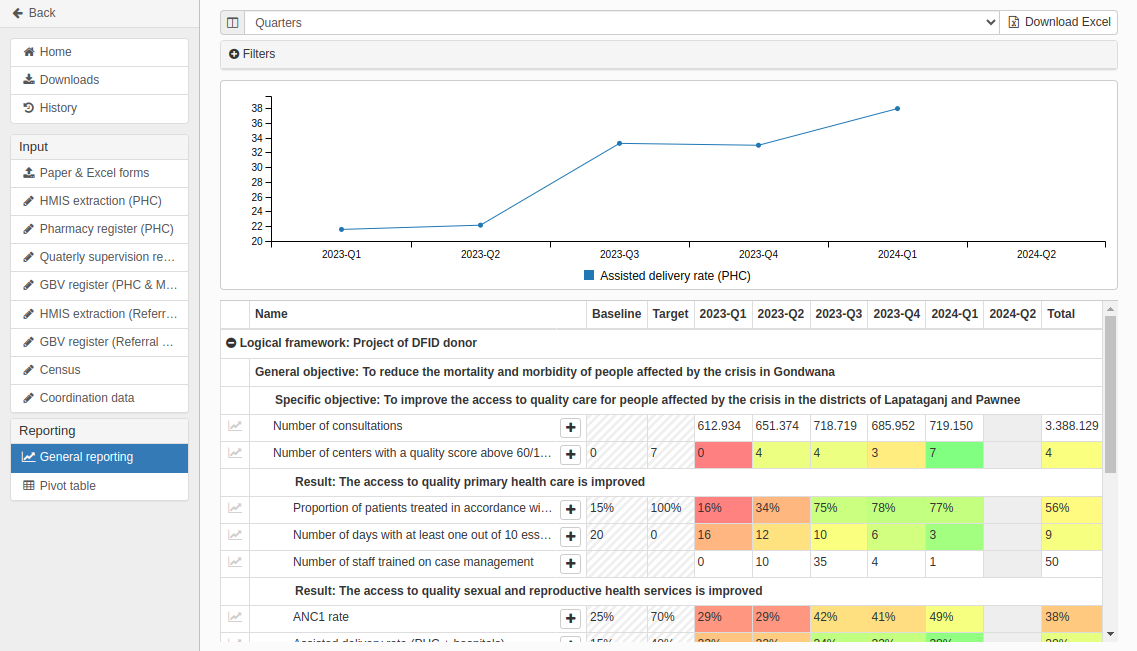 Back
Home
Downloads
History
Input
Paper & Excel forms
HMIS extraction (PHC)
Pharmacy register (PHC)
Quaterly supervision re...
GBV register (PHC & M...
HMIS extraction (Referr...
GBV register (Referral ...
Census
Coordination data
Reporting
General reporting
Pivot table
Quarters
Download Excel
Filters
38
36
34
32
30
28
26
24
22
20
2023-Q1 2023-Q2 2023-Q3 2023-Q4 2024-Q1 2024-Q2
Assisted delivery rate (PHC)
Name Baseline Target 2023-Q1 2023-Q2 2023-Q3 2023-Q4 2024-Q1 2024-Q2 Total
Logical framework: Project of DFID donor
General objective: To reduce the mortality and morbidity of people affected by the crisis in Gondwana
Specific objective: To improve the access to quality care for people affected by the crisis in the districts of Lapataganj and Pawnee
Number of consultations 612.934 651.374 718.719 685.952 719.150 3.388.129
Number of centers with a quality score above 60/1... 0 7 0 4 4 3 7 4
Result: The access to quality primary health care is improved
Proportion of patients treated in accordance wi... 15% 100% 16% 34% 75% 78% 77% 56%
Number of days with at least one out of 10 ess... 20 0 16 12 10 6 3 9
Number of staff trained on case management 0 10 35 4 1 50
Result: The access to quality sexual and reproductive health services is improved
ANC1 rate 25% 70% 29% 29% 42% 41% 49% 38%
Assisted delivery rate (PHC + hospitals)